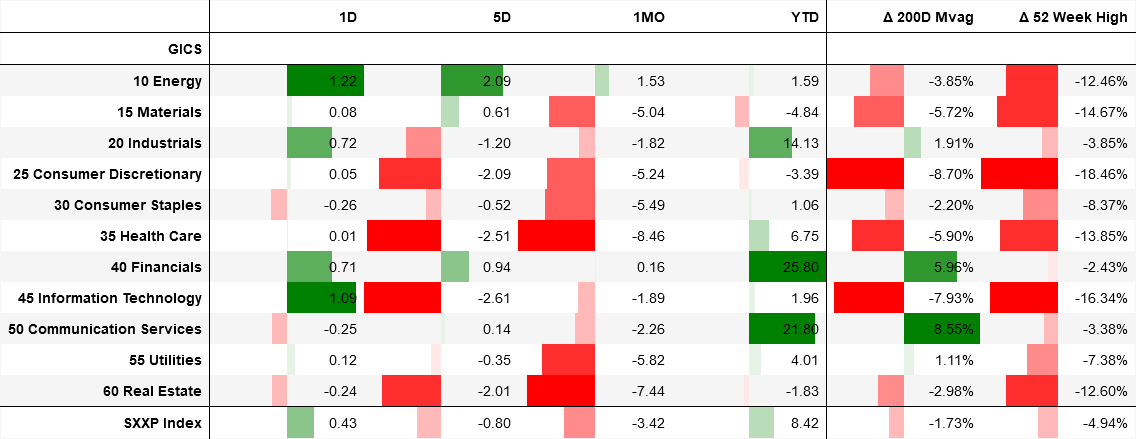 1D 5D 1MO YTD Δ 200D Mvag Δ 52 Week High
GICS
10 Energy 1.22 2.09 1.53 1.59 -3.85% -12.46%
15 Materials 0.08 0.61 -5.04 -4.84 -5.72% -14.67%
20 Industrials 0.72 -1.20 -1.82 14.13 1.91% -3.85%
25 Consumer Discretionary 0.05 -2.09 -5.24 -3.39 -8.70% -18.46%
30 Consumer Staples -0.26 -0.52 -5.49 1.06 -2.20% -8.37%
35 Health Care 0.01 -2.51 -8.46 6.75 -5.90% -13.85%
40 Financials 0.71 0.94 0.16 25.80 5.96% -2.43%
45 Information Technology 1.09 -2.61 -1.89 1.96 -7.93% -16.34%
50 Communication Services -0.25 0.14 -2.26 21.80 8.55% -3.38%
55 Utilities 0.12 -0.35 -5.82 4.01 1.11% -7.38%
60 Real Estate -0.24 -2.01 -7.44 -1.83 -2.98% -12.60%
SXXP Index 0.43 -0.80 -3.42 8.42 -1.73% -4.94%